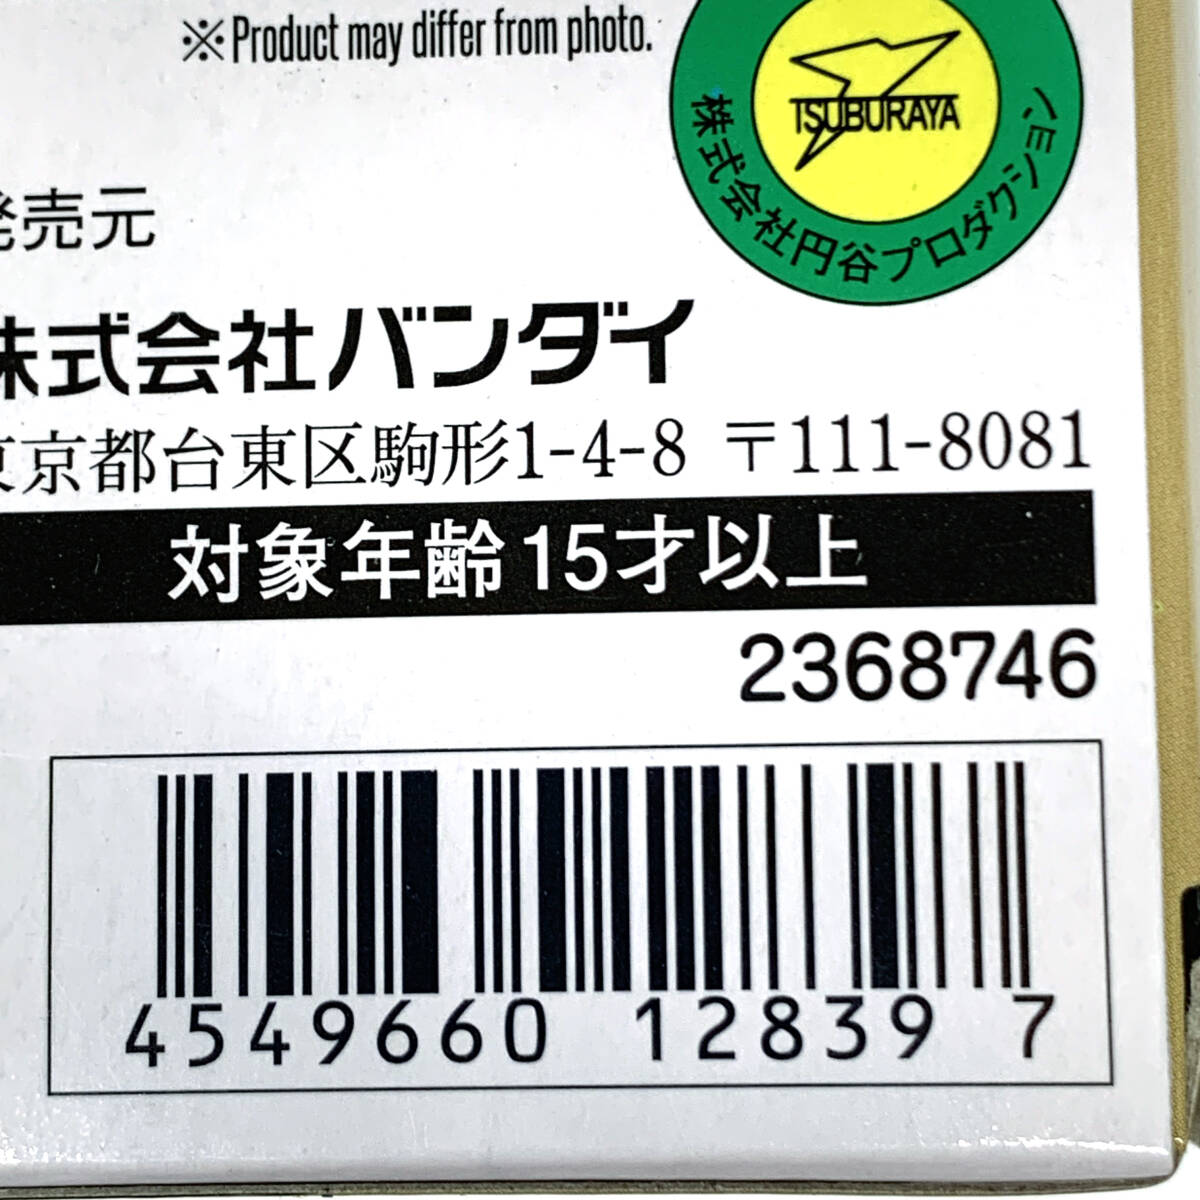 ※Product may differ from photo.
TSUBURAYA
株式会社円谷プロダクション
発売元
株式会社バンダイ
東京都台東区駒形1-4-8 〒111-8081
対象年齢15才以上
2368746
4549660 12839 7